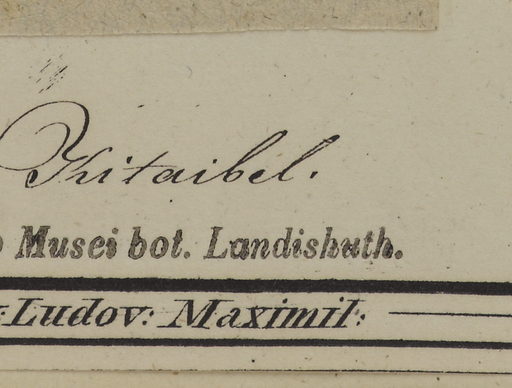 Kitaibel.
Musei bot. Landishuth.
Ludov: Maximil: